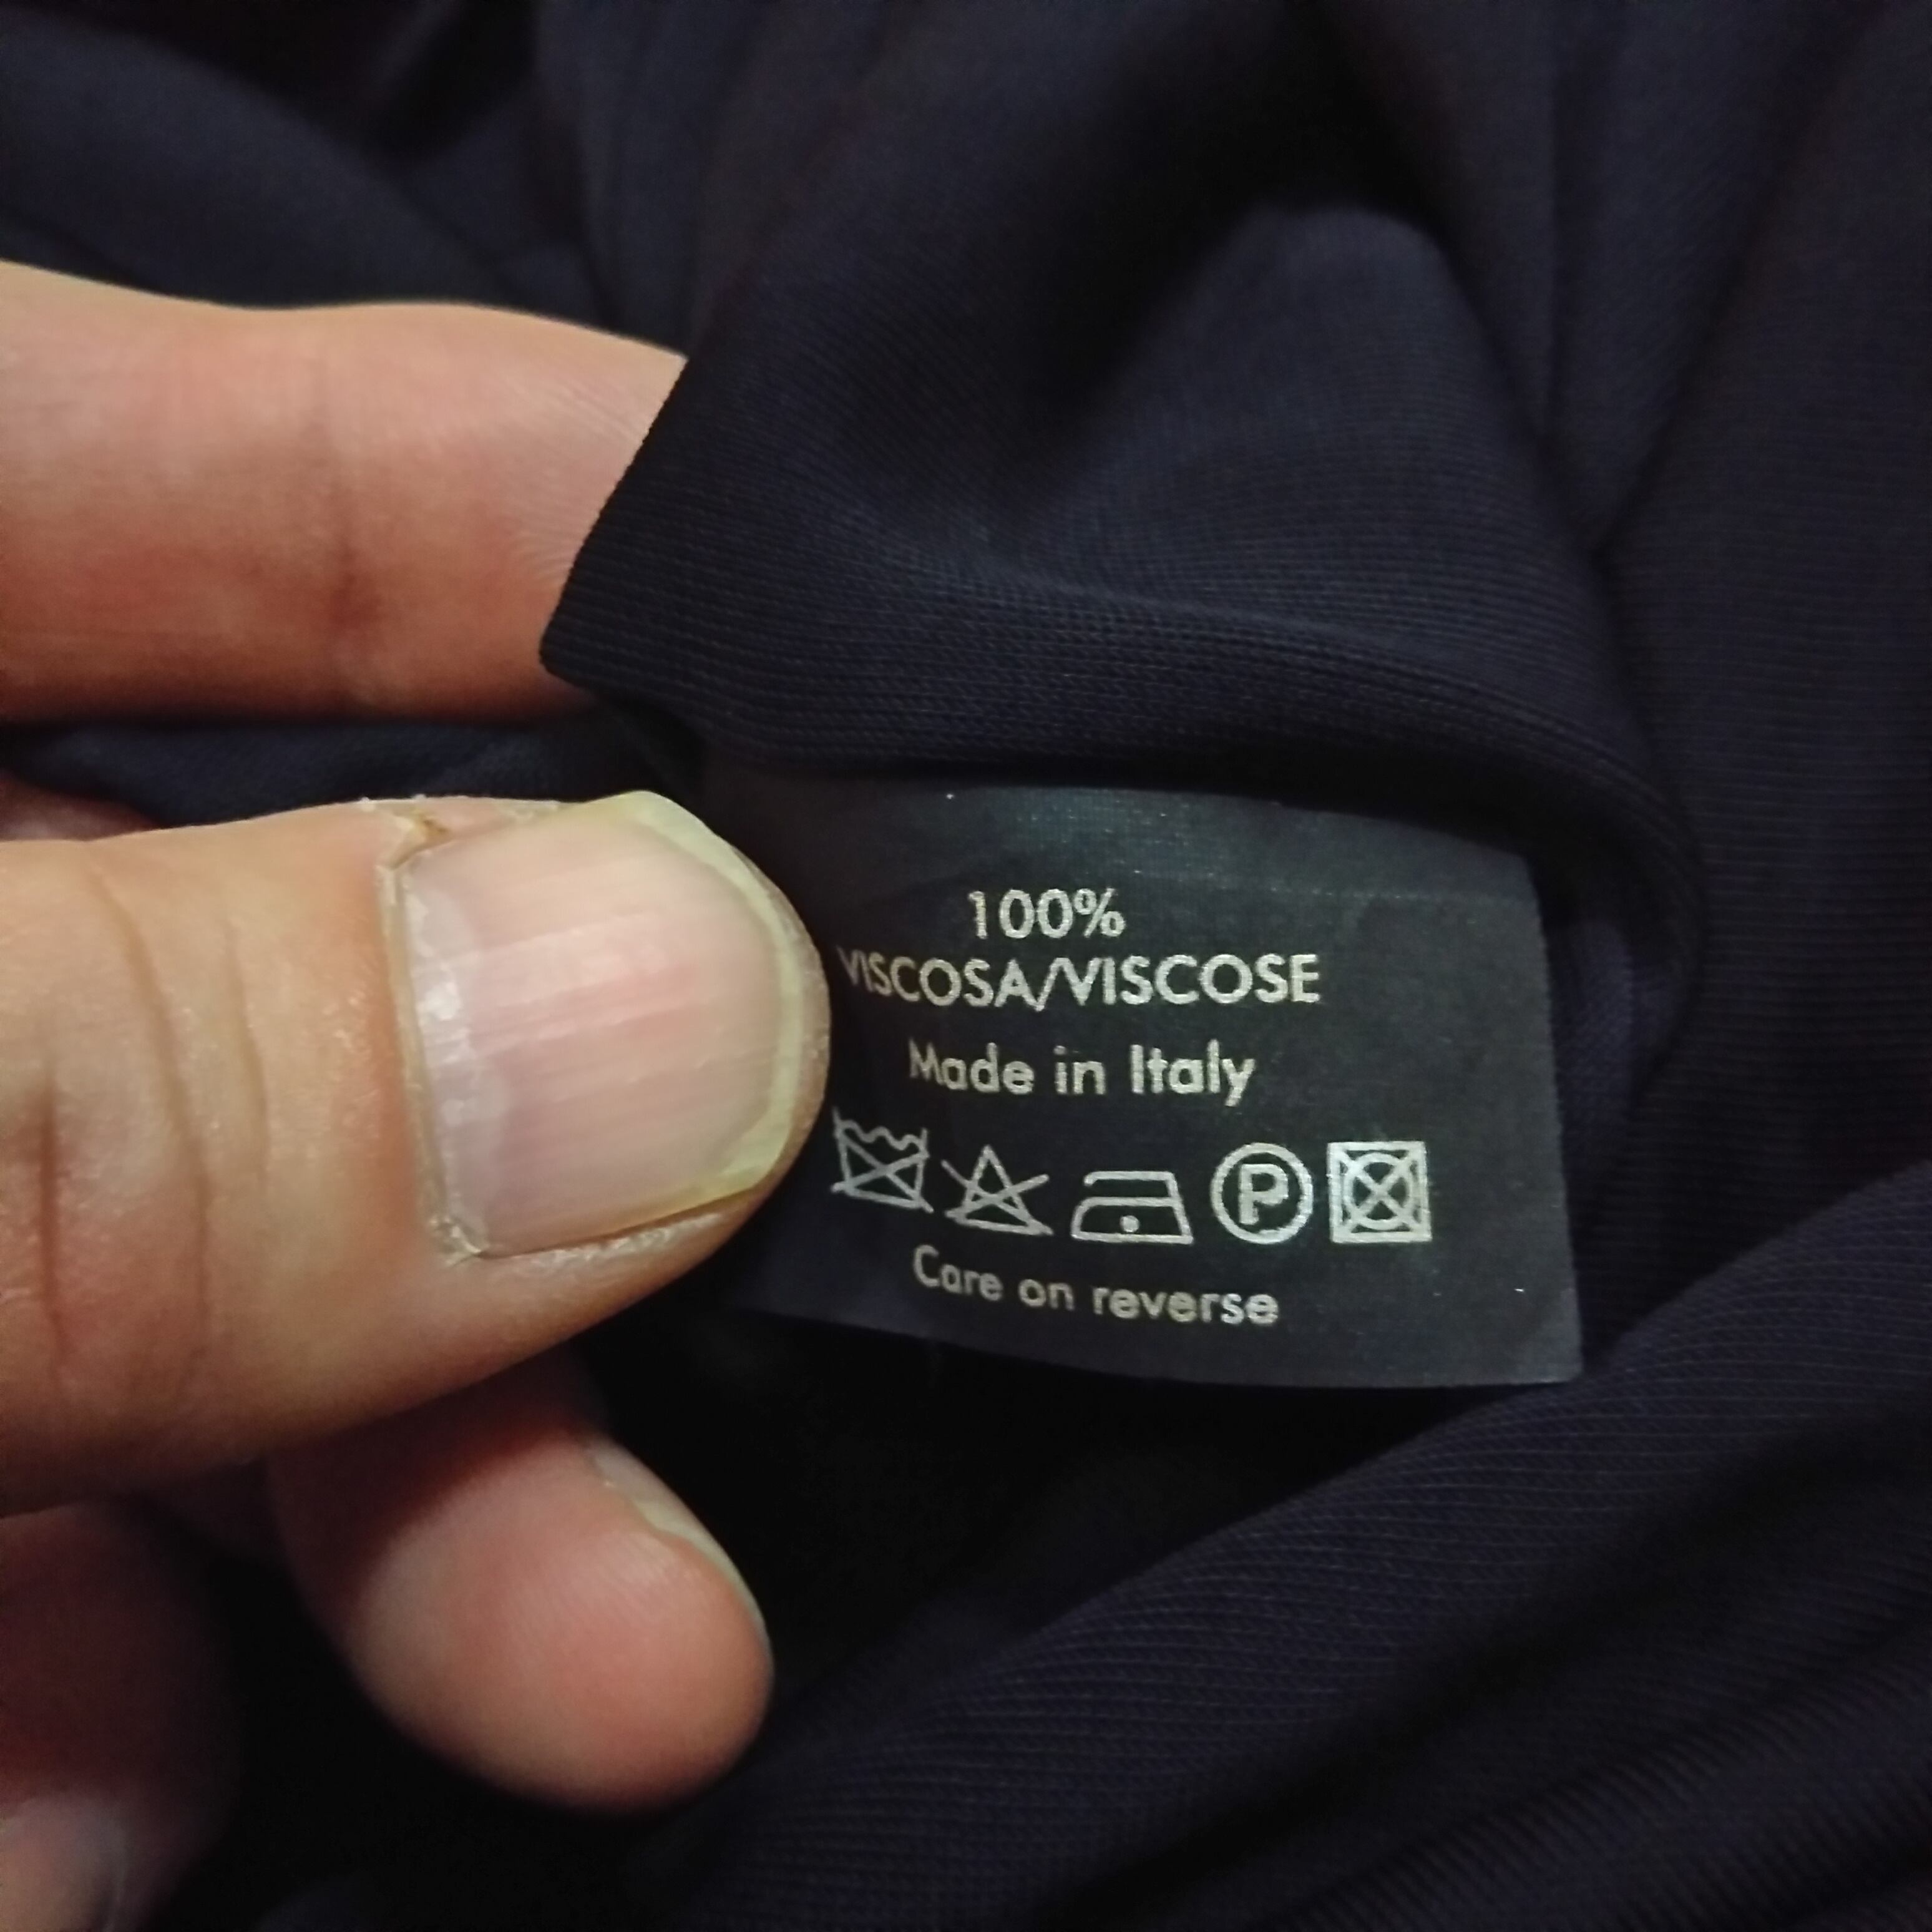 100%
VISCOSA/VISCOSE
Made in Italy
P
Care on reverse